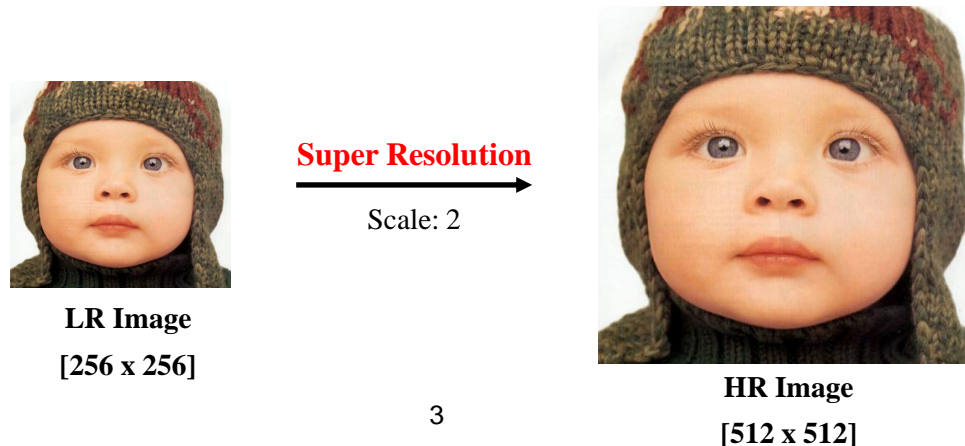 Super Resolution
Scale: 2
LR Image
[256 x 256]
HR Image
[512 x 512]
3